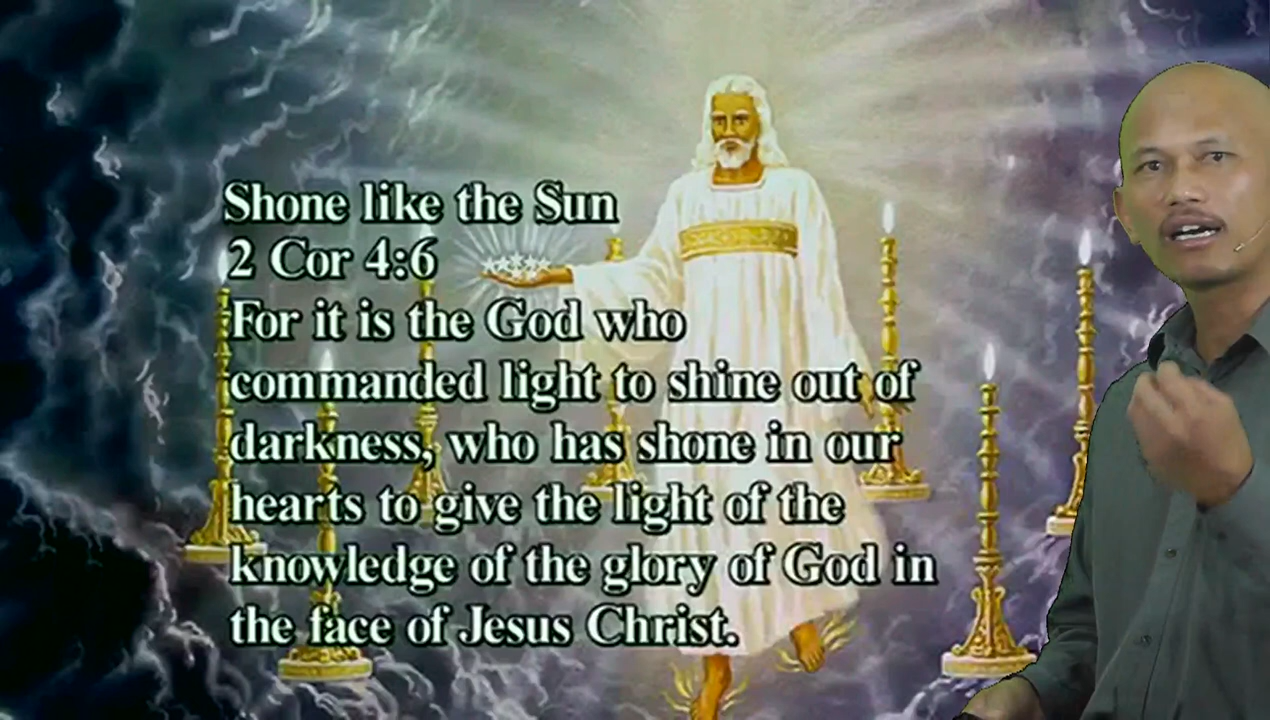 Shone like the Sun
2 Cor 4:6
For it is the God who
commanded light to shine out of
darkness, who has shone in our
hearts to give the light of the
knowledge of the glory of God in
the face of Jesus Christ.